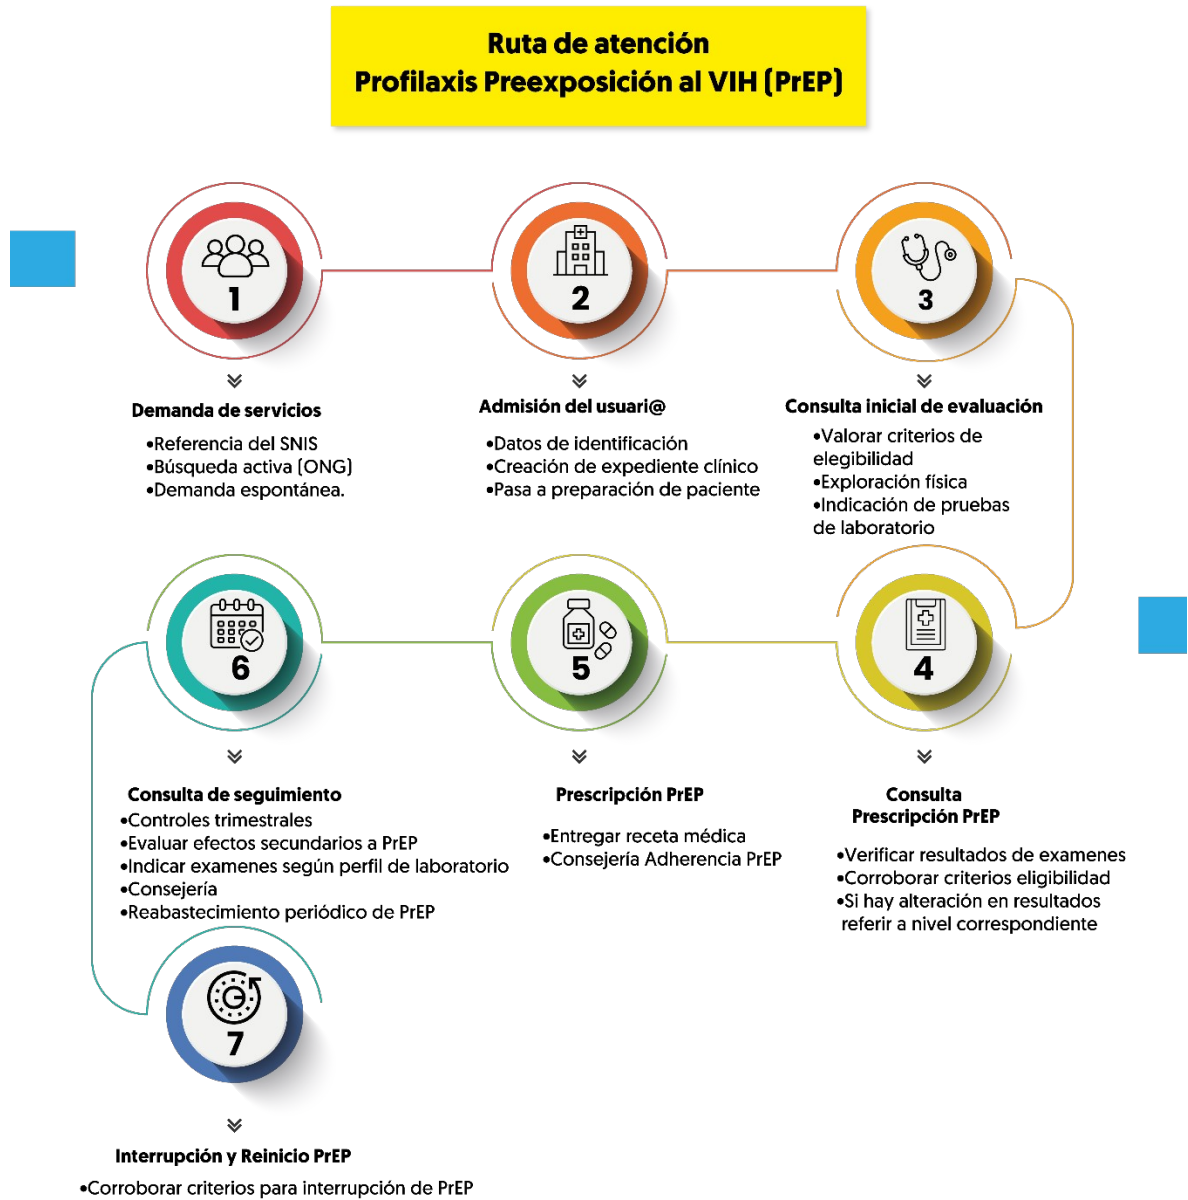 Ruta de atención
Profilaxis Preexposición al VIH (PrEP)
1
Demanda de servicios
•Referencia del SNIS
•Búsqueda activa (ONG)
•Demanda espontánea.
2
Admisión del usuari@
•Datos de identificación
•Creación de expediente clínico
•Pasa a preparación de paciente
3
Consulta inicial de evaluación
•Valorar criterios de
elegibilidad
•Exploración física
•Indicación de pruebas
de laboratorio
4
Consulta
Prescripción PrEP
•Verificar resultados de examenes
•Corroborar criterios eligibilidad
•Si hay alteración en resultados
referir a nivel correspondiente
5
Prescripción PrEP
•Entregar receta médica
•Consejería Adherencia PrEP
6
Consulta de seguimiento
•Controles trimestrales
•Evaluar efectos secundarios a PrEP
•Indicar examenes según perfil de laboratorio
•Consejería
•Reabastecimiento periódico de PrEP
7
Interrupción y Reinicio PrEP
•Corroborar criterios para interrupción de PrEP